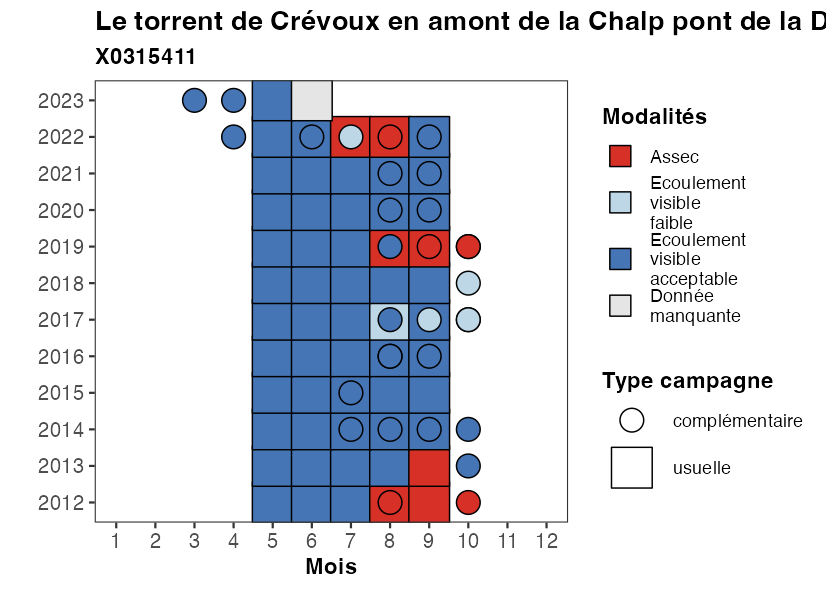 Le torrent de Crévoux en amont de la Chalp pont de la D
X0315411
2023
2022
2021
2020
2019
2018
2017
2016
2015
2014
2013
2012
1 2 3 4 5 6 7 8 9 10 11 12
Mois
Modalités
Assec
Ecoulement
visible
faible
Ecoulement
visible
acceptable
Donnée
manquante
Type campagne
complémentaire
usuelle